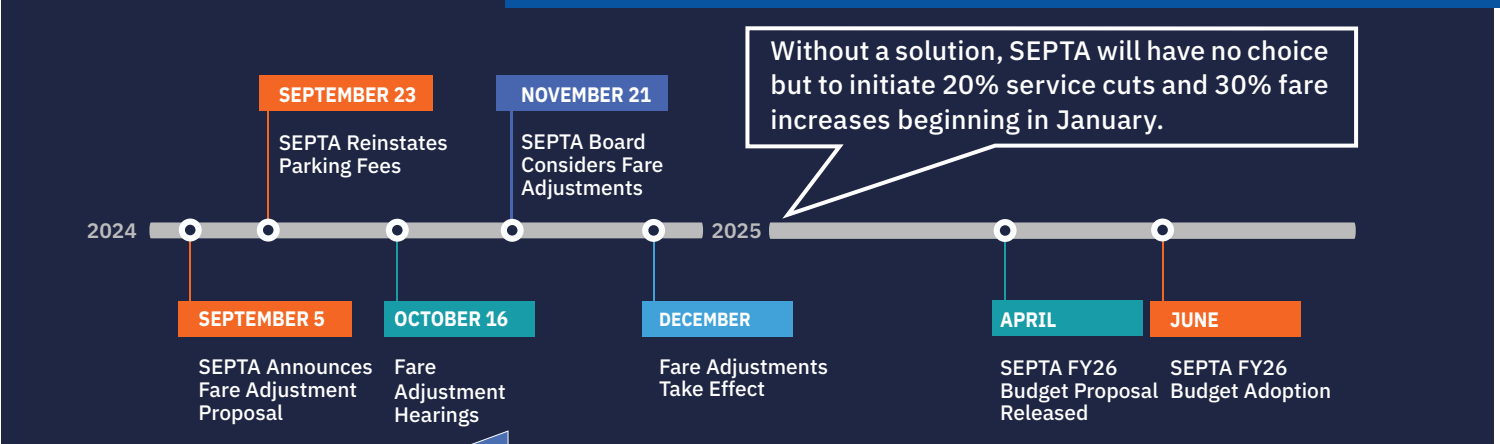 Without a solution, SEPTA will have no choice
but to initiate 20% service cuts and 30% fare
increases beginning in January.
SEPTEMBER 23
SEPTA Reinstates
Parking Fees
NOVEMBER 21
SEPTA Board
Considers Fare
Adjustments
2024
2025
SEPTEMBER 5
SEPTA Announces
Fare Adjustment
Proposal
OCTOBER 16
Fare
Adjustment
Hearings
DECEMBER
Fare Adjustments
Take Effect
APRIL
SEPTA FY26
Budget Proposal
Released
JUNE
SEPTA FY26
Budget Adoption